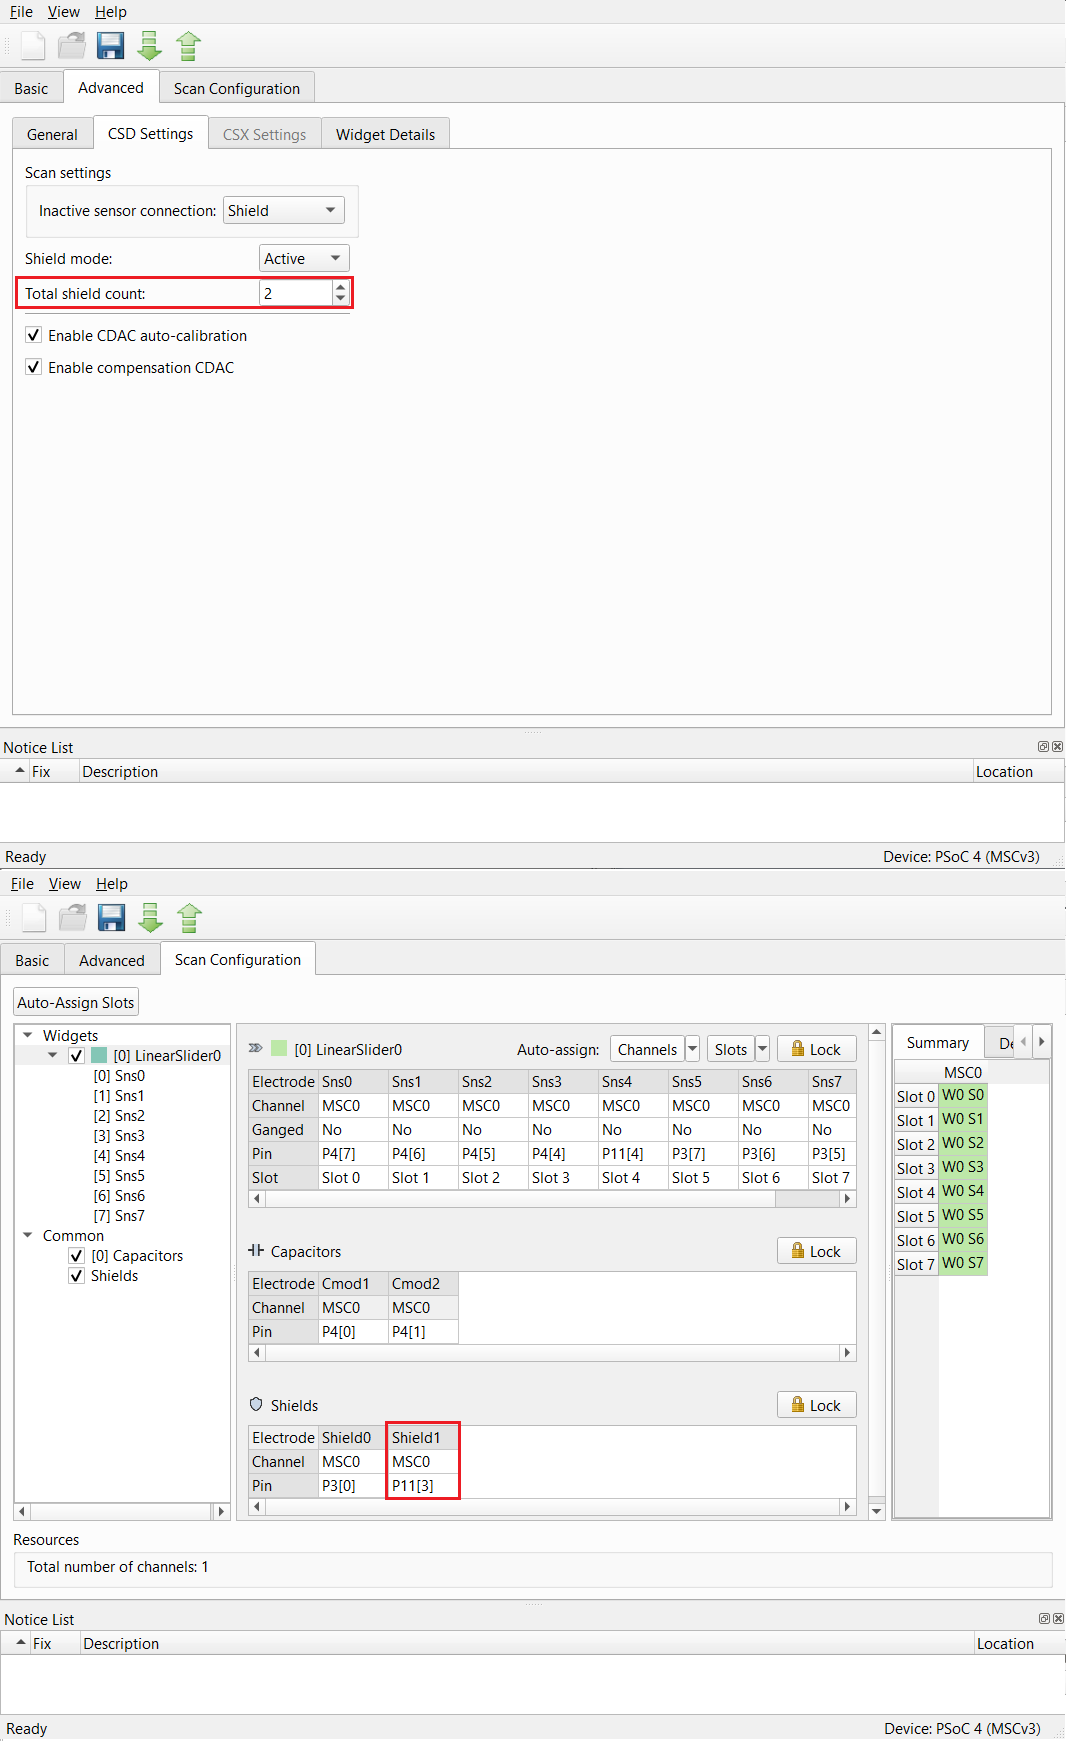 File View Help
Basic Advanced Scan Configuration
General CSD Settings CSX Settings Widget Details
Scan settings
Inactive sensor connection: Shield
Shield mode: Active
Total shield count: 2
Enable CDAC auto-calibration
Enable compensation CDAC
Notice List
Fix Description Location
Ready Device: PSoC 4 (MSCv3)
File View Help
Basic Advanced Scan Configuration
Auto-Assign Slots
Widgets
[0] LinearSlider0
[0] Sns0
[1] Sns1
[2] Sns2
[3] Sns3
[4] Sns4
[5] Sns5
[6] Sns6
[7] Sns7
Common
[0] Capacitors
Shields
[0] LinearSlider0 Auto-assign: Channels Slots Lock
Electrode Sns0 Sns1 Sns2 Sns3 Sns4 Sns5 Sns6 Sns7
Channel MSC0 MSC0 MSC0 MSC0 MSC0 MSC0 MSC0 MSC0
Ganged No No No No No No No No
Pin P4[7] P4[6] P4[5] P4[4] P11[4] P3[7] P3[6] P3[5]
Slot Slot 0 Slot 1 Slot 2 Slot 3 Slot 4 Slot 5 Slot 6 Slot 7
Capacitors Lock
Electrode Cmod1 Cmod2
Channel MSC0 MSC0
Pin P4[0] P4[1]
Shields Lock
Electrode Shield0 Shield1
Channel MSC0 MSC0
Pin P3[0] P11[3]
Summary
MSC0
Slot 0 W0 S0
Slot 1 W0 S1
Slot 2 W0 S2
Slot 3 W0 S3
Slot 4 W0 S4
Slot 5 W0 S5
Slot 6 W0 S6
Slot 7 W0 S7
Resources
Total number of channels: 1
Notice List
Fix Description Location
Ready Device: PSoC 4 (MSCv3)